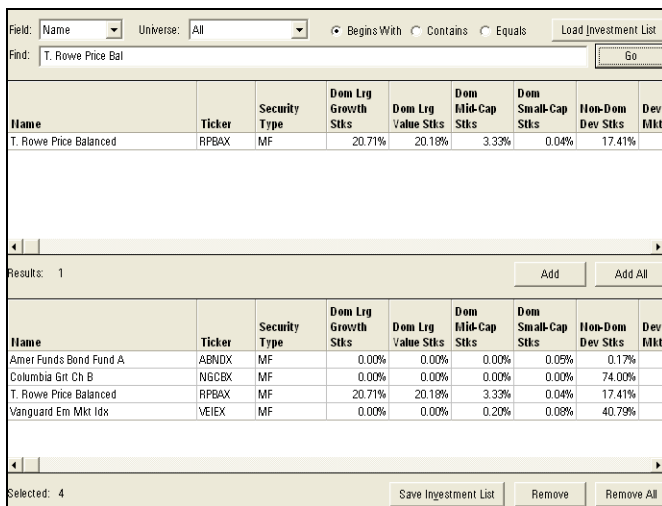 Field: Name Universe: All Begins With Contains Equals Load Investment List
Find: T. Rowe Price Bal Go
Name Ticker Security Type Dom Lrg Growth Stks Dom Lrg Value Stks Dom Mid-Cap Stks Dom Small-Cap Stks Non-Dom Dev Stks Dev Mkt
T. Rowe Price Balanced RPBAX MF 20.71% 20.18% 3.33% 0.04% 17.41%
Results: 1 Add Add All
Name Ticker Security Type Dom Lrg Growth Stks Dom Lrg Value Stks Dom Mid-Cap Stks Dom Small-Cap Stks Non-Dom Dev Stks Dev Mkt
Amer Funds Bond Fund A ABNDX MF 0.00% 0.00% 0.00% 0.05% 0.17%
Columbia Grt Ch B NGCBX MF 0.00% 0.00% 0.00% 0.00% 74.00%
T. Rowe Price Balanced RPBAX MF 20.71% 20.18% 3.33% 0.04% 17.41%
Vanguard Em Mkt Idx VEIEX MF 0.00% 0.00% 0.20% 0.08% 40.79%
Selected: 4 Save Investment List Remove Remove All